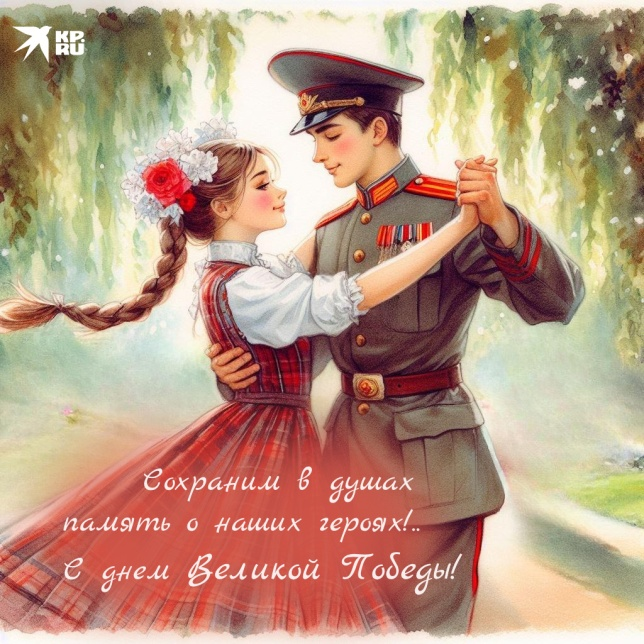 KP.
RU
Сохраним в душах
память о наших героях!..
С днем Великой Победы!